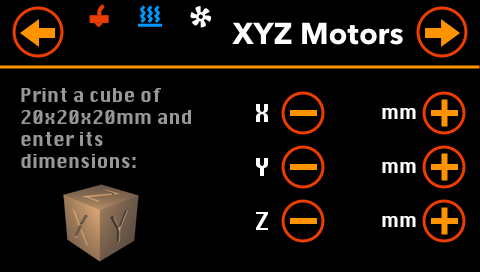 XYZ Motors
Print a cube of
20x20x20mm and
enter its
dimensions:
X mm
Y mm
Z mm
Z
X Y